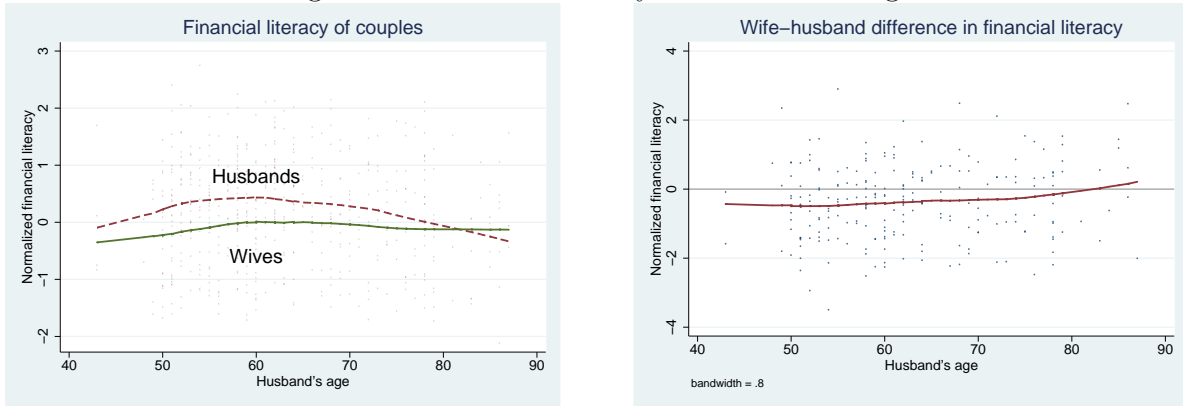 Financial literacy of couples
Normalized financial literacy
3
2
1
0
−1
−2
Husbands
Wives
40 50 60 70 80 90
Husband's age
Wife−husband difference in financial literacy
Normalized financial literacy
4
2
0
−2
−4
40 50 60 70 80 90
Husband's age
bandwidth = .8